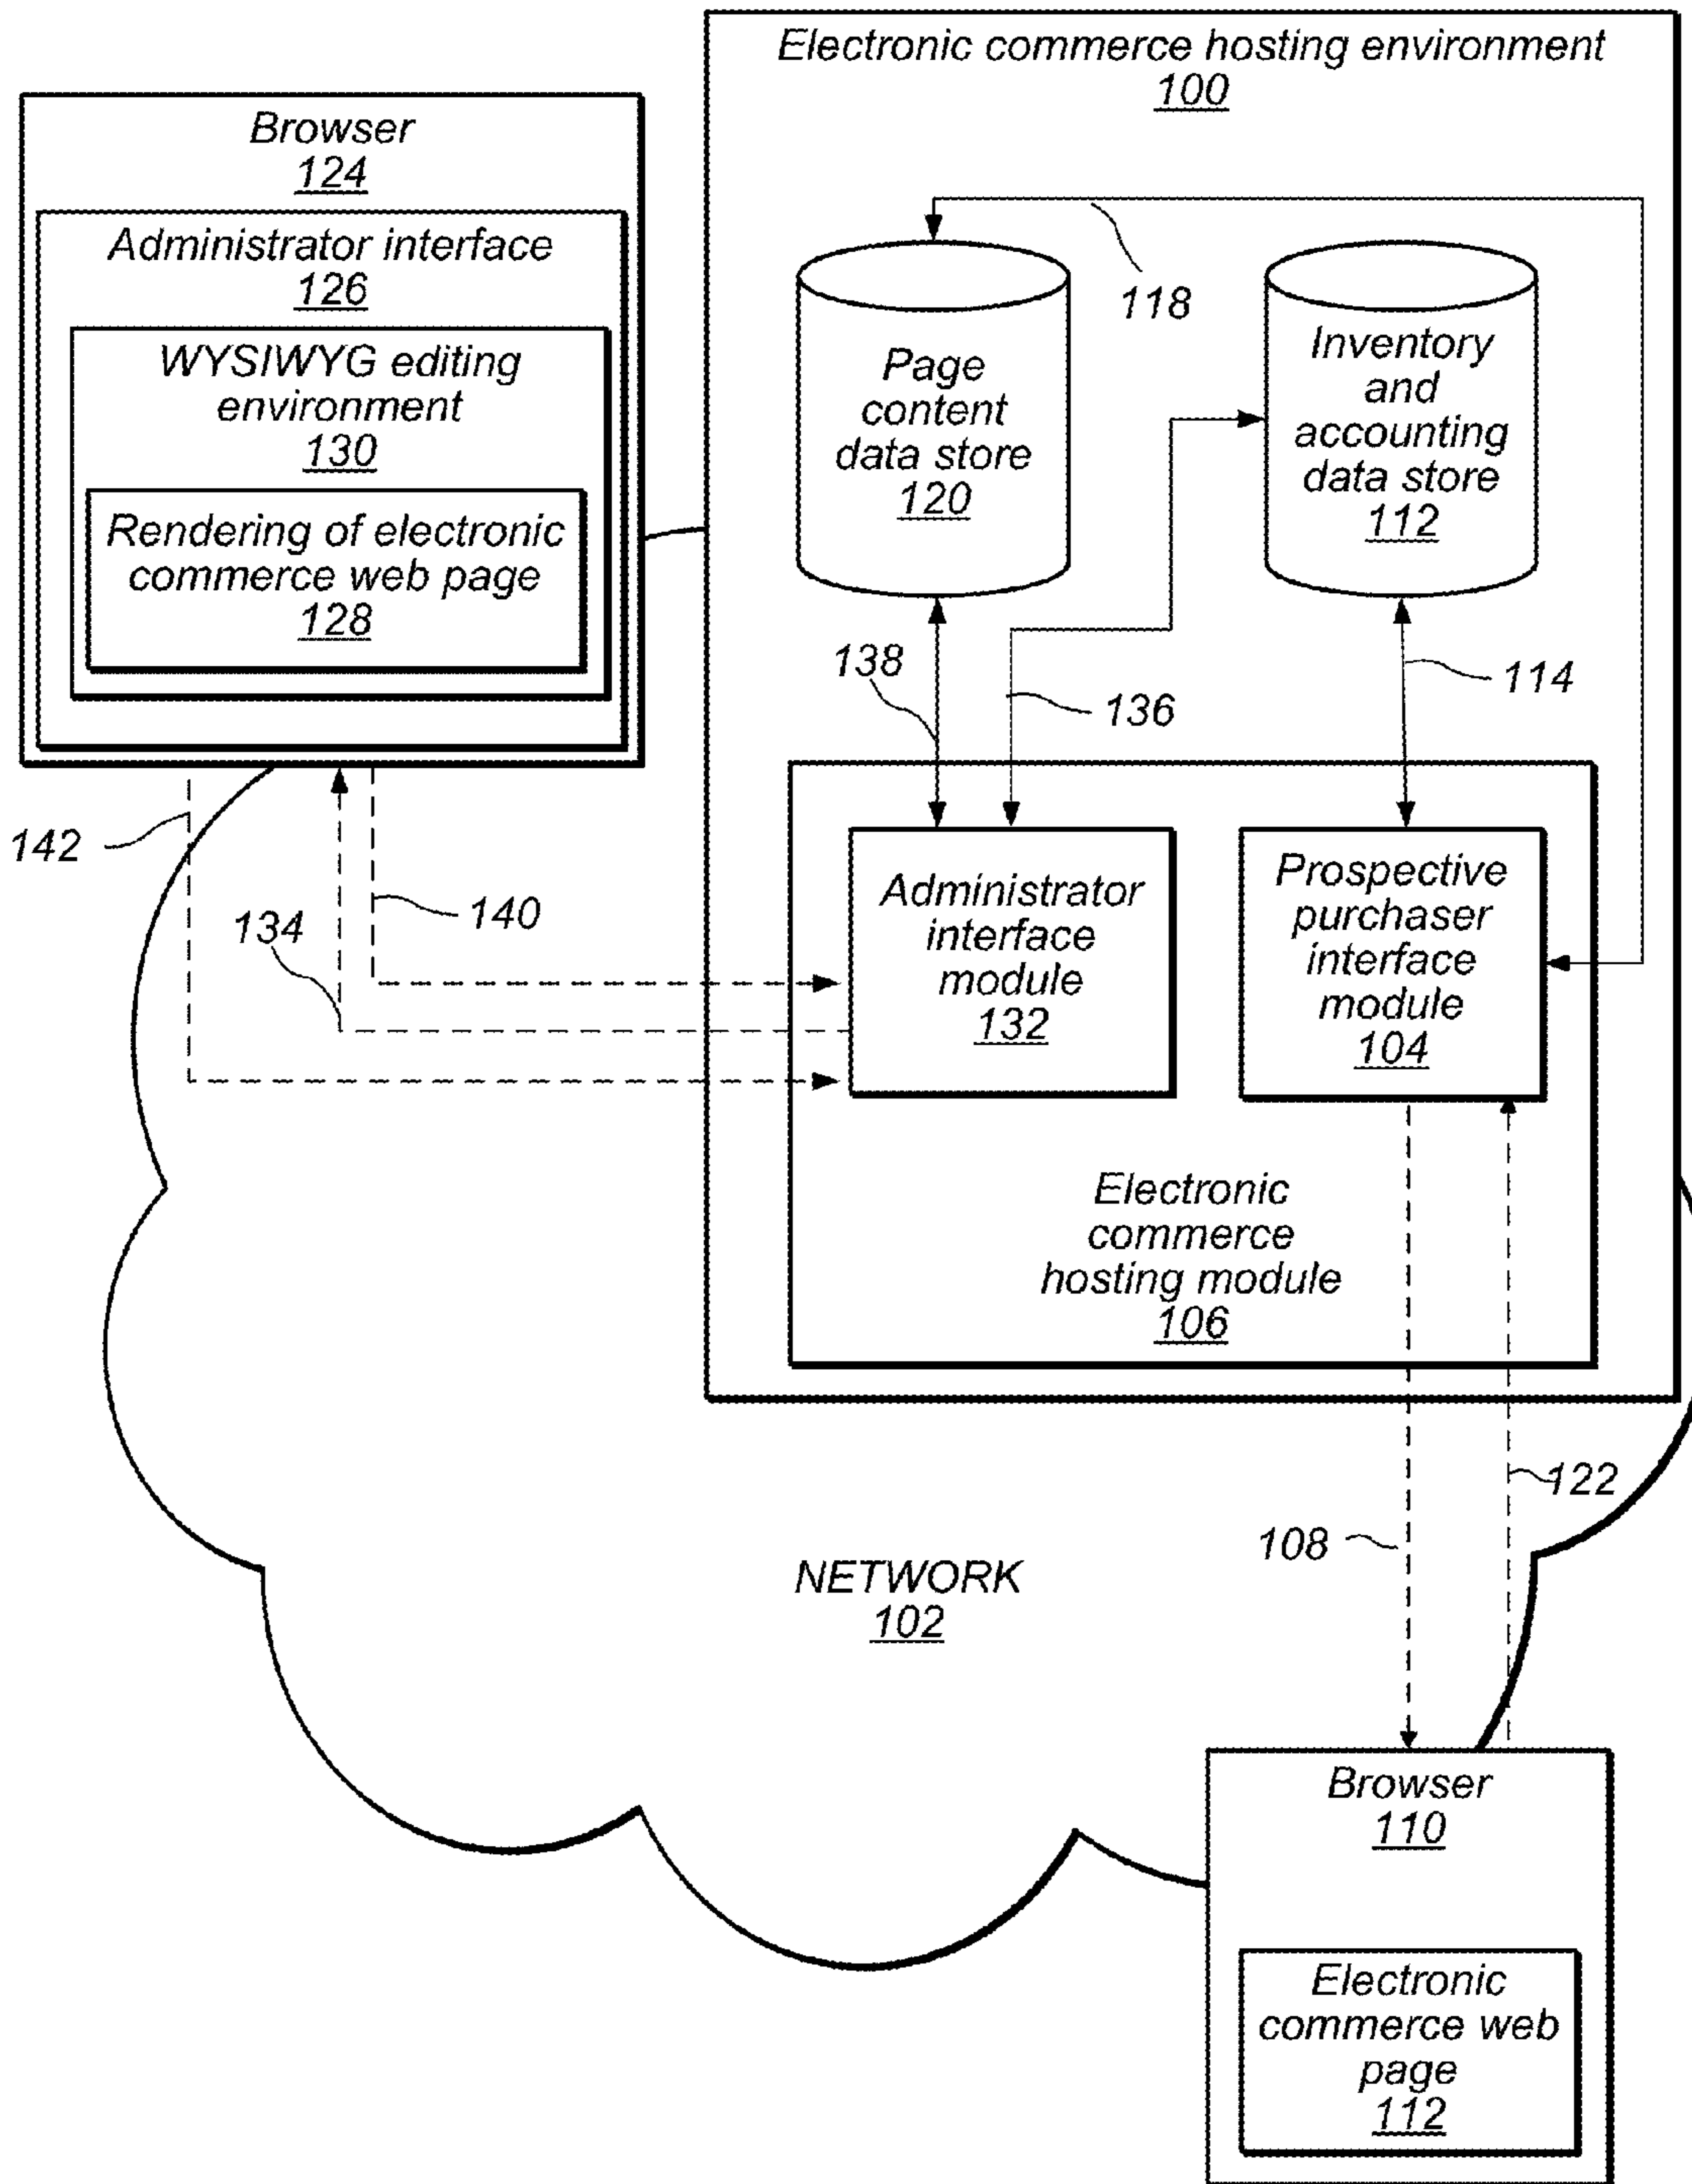 Electronic commerce hosting environment
100
Browser
124
Administrator interface
126
WYSIWYG editing
environment
130
Rendering of electronic
commerce web page
128
118
Page
content
data store
120
Inventory
and
accounting
data store
112
138
136
114
142
134
140
Administrator
interface
module
132
Prospective
purchaser
interface
module
104
Electronic
commerce
hosting module
106
122
108
NETWORK
102
Browser
110
Electronic
commerce web
page
112